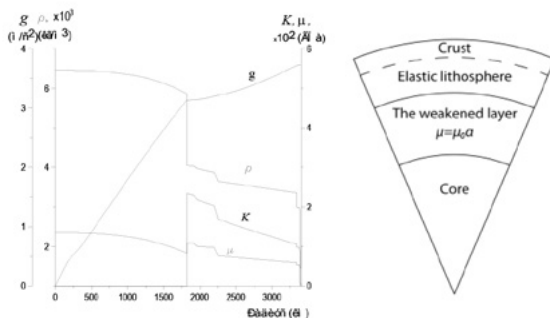 g ρ, x10³
K, μ,
x10² (Ãï à)
4
3
2
1
0
6
4
2
6
4
2
0
g
ρ
K
μ
0 500 1000 1500 2000 2500 3000
Crust
Elastic lithosphere
The weakened layer
μ=μ₀a
Core